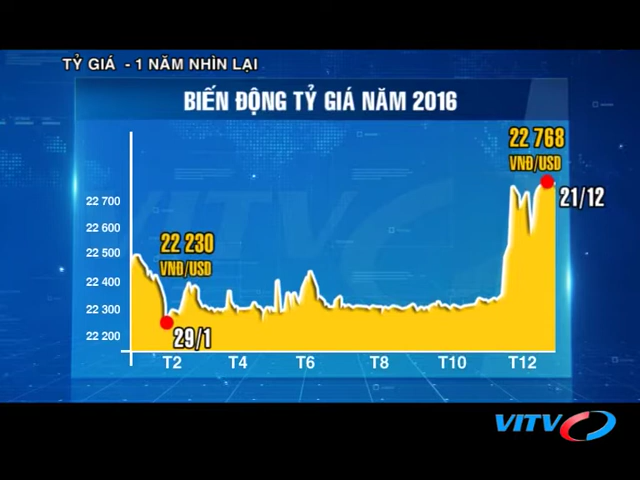 TỶ GIÁ - 1 NĂM NHÌN LẠI
BIẾN ĐỘNG TỶ GIÁ NĂM 2016
22 768
VNĐ/USD
21/12
22 700
22 600
22 500
22 400
22 300
22 200
22 230
VNĐ/USD
29/1
T2 T4 T6 T8 T10 T12
VITV